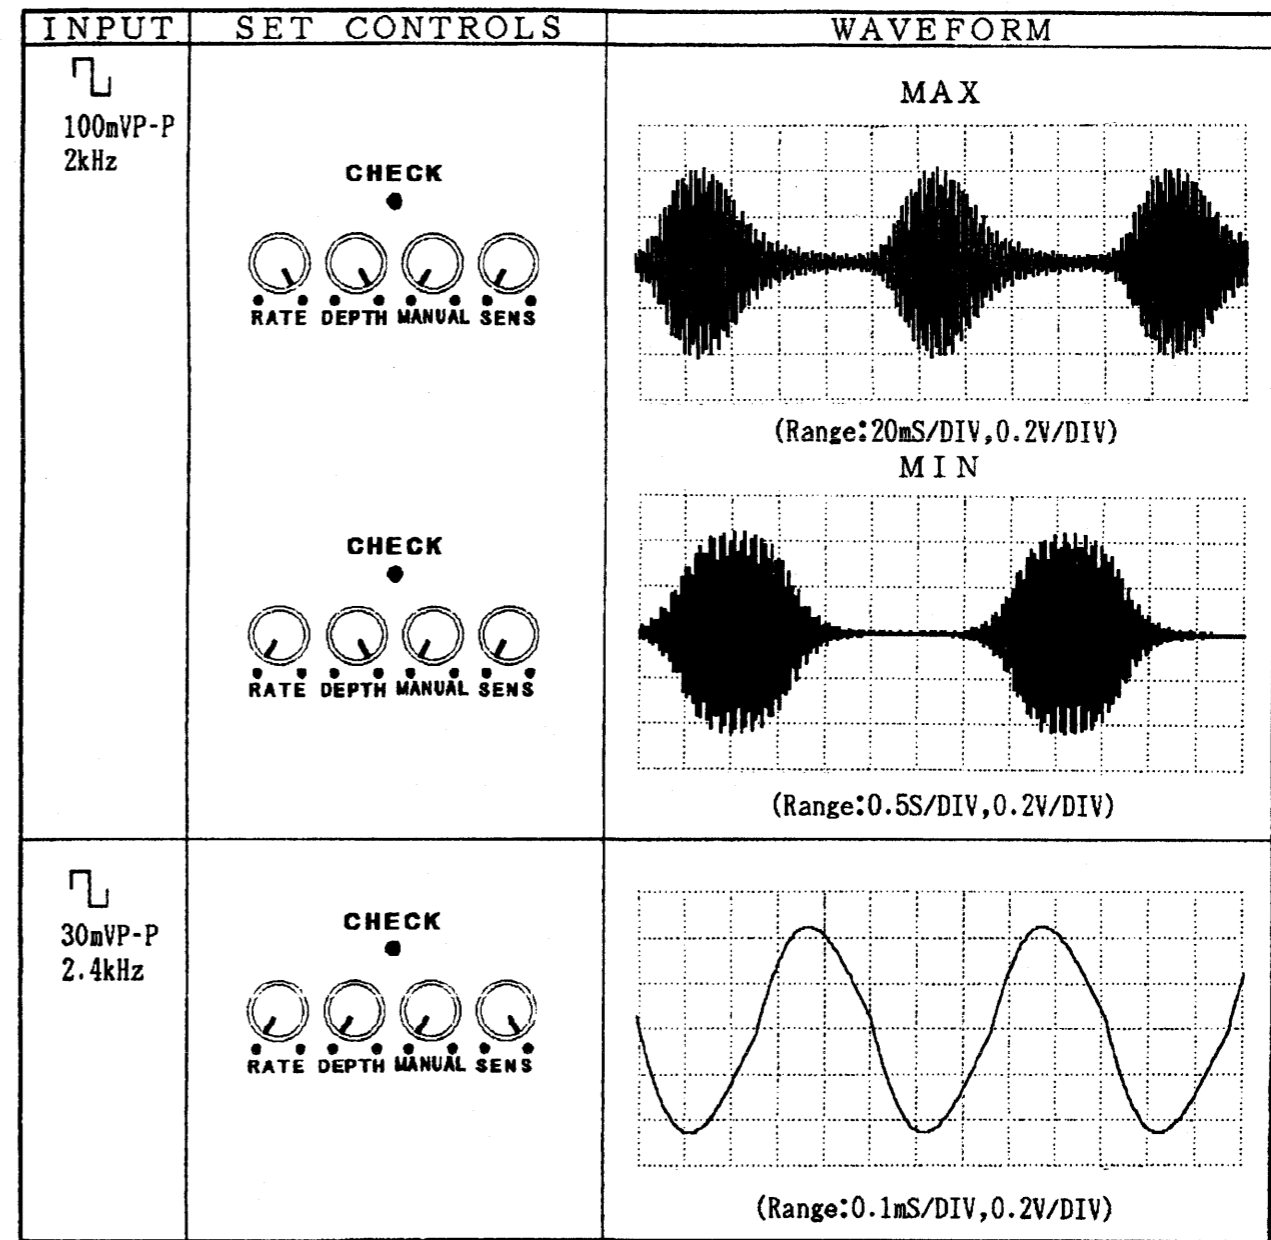 INPUT SET CONTROLS WAVEFORM
100mVP-P
2kHz
CHECK
RATE DEPTH MANUAL SENS
MAX
(Range:20mS/DIV,0.2V/DIV)
CHECK
RATE DEPTH MANUAL SENS
MIN
(Range:0.5S/DIV,0.2V/DIV)
30mVP-P
2.4kHz
CHECK
RATE DEPTH MANUAL SENS
(Range:0.1mS/DIV,0.2V/DIV)